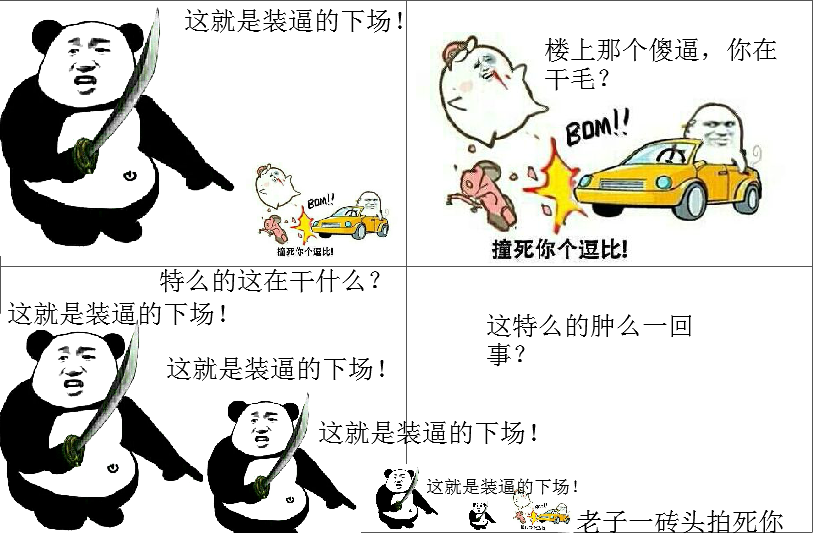 这就是装逼的下场！
BOM!!
撞死你个逗比!
楼上那个傻逼，你在
干毛？
BOM!!
撞死你个逗比!
特么的这在干什么？
这就是装逼的下场！
这就是装逼的下场！
这就是装逼的下场！
这就是装逼的下场！
这特么的肿么一回
事？
老子一砖头拍死你